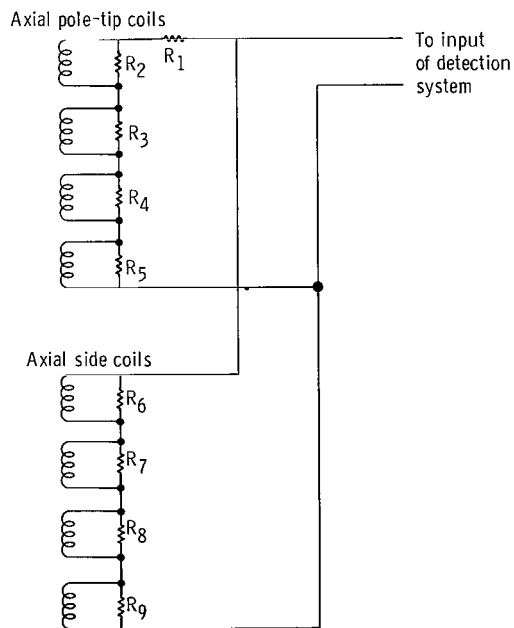 Axial pole-tip coils
R1
R2
R3
R4
R5
To input
of detection
system
Axial side coils
R6
R7
R8
R9